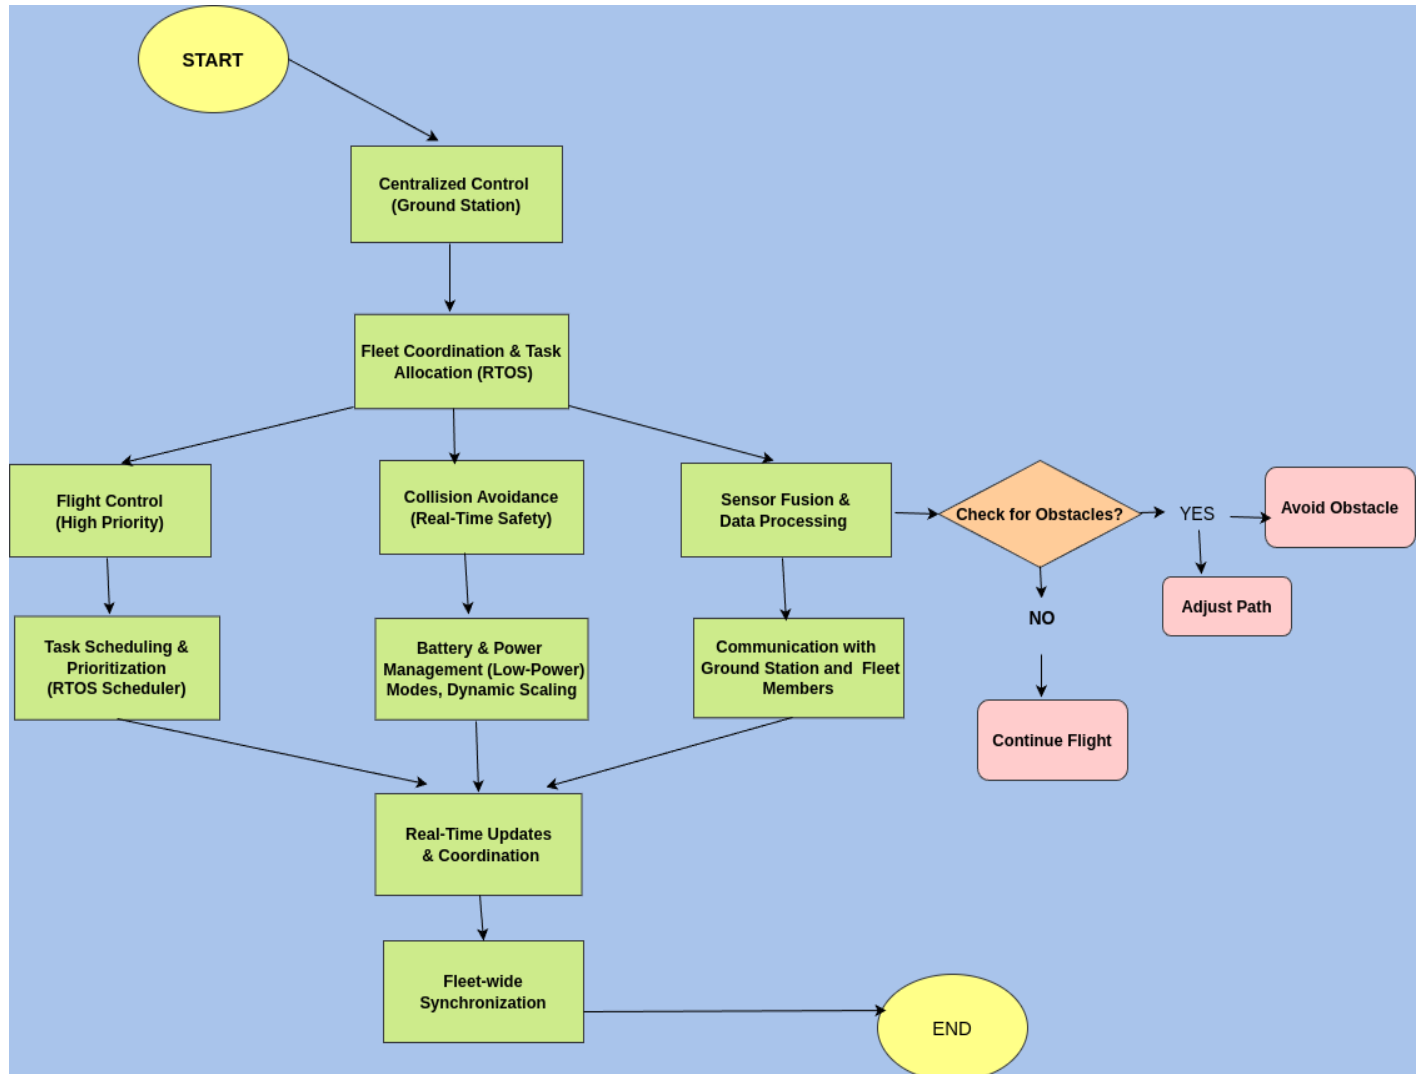 START
Centralized Control
(Ground Station)
Fleet Coordination & Task
Allocation (RTOS)
Flight Control
(High Priority)
Collision Avoidance
(Real-Time Safety)
Sensor Fusion &
Data Processing
Check for Obstacles?
YES
Avoid Obstacle
Adjust Path
NO
Continue Flight
Task Scheduling &
Prioritization
(RTOS Scheduler)
Battery & Power
Management (Low-Power)
Modes, Dynamic Scaling
Communication with
Ground Station and Fleet
Members
Real-Time Updates
& Coordination
Fleet-wide
Synchronization
END